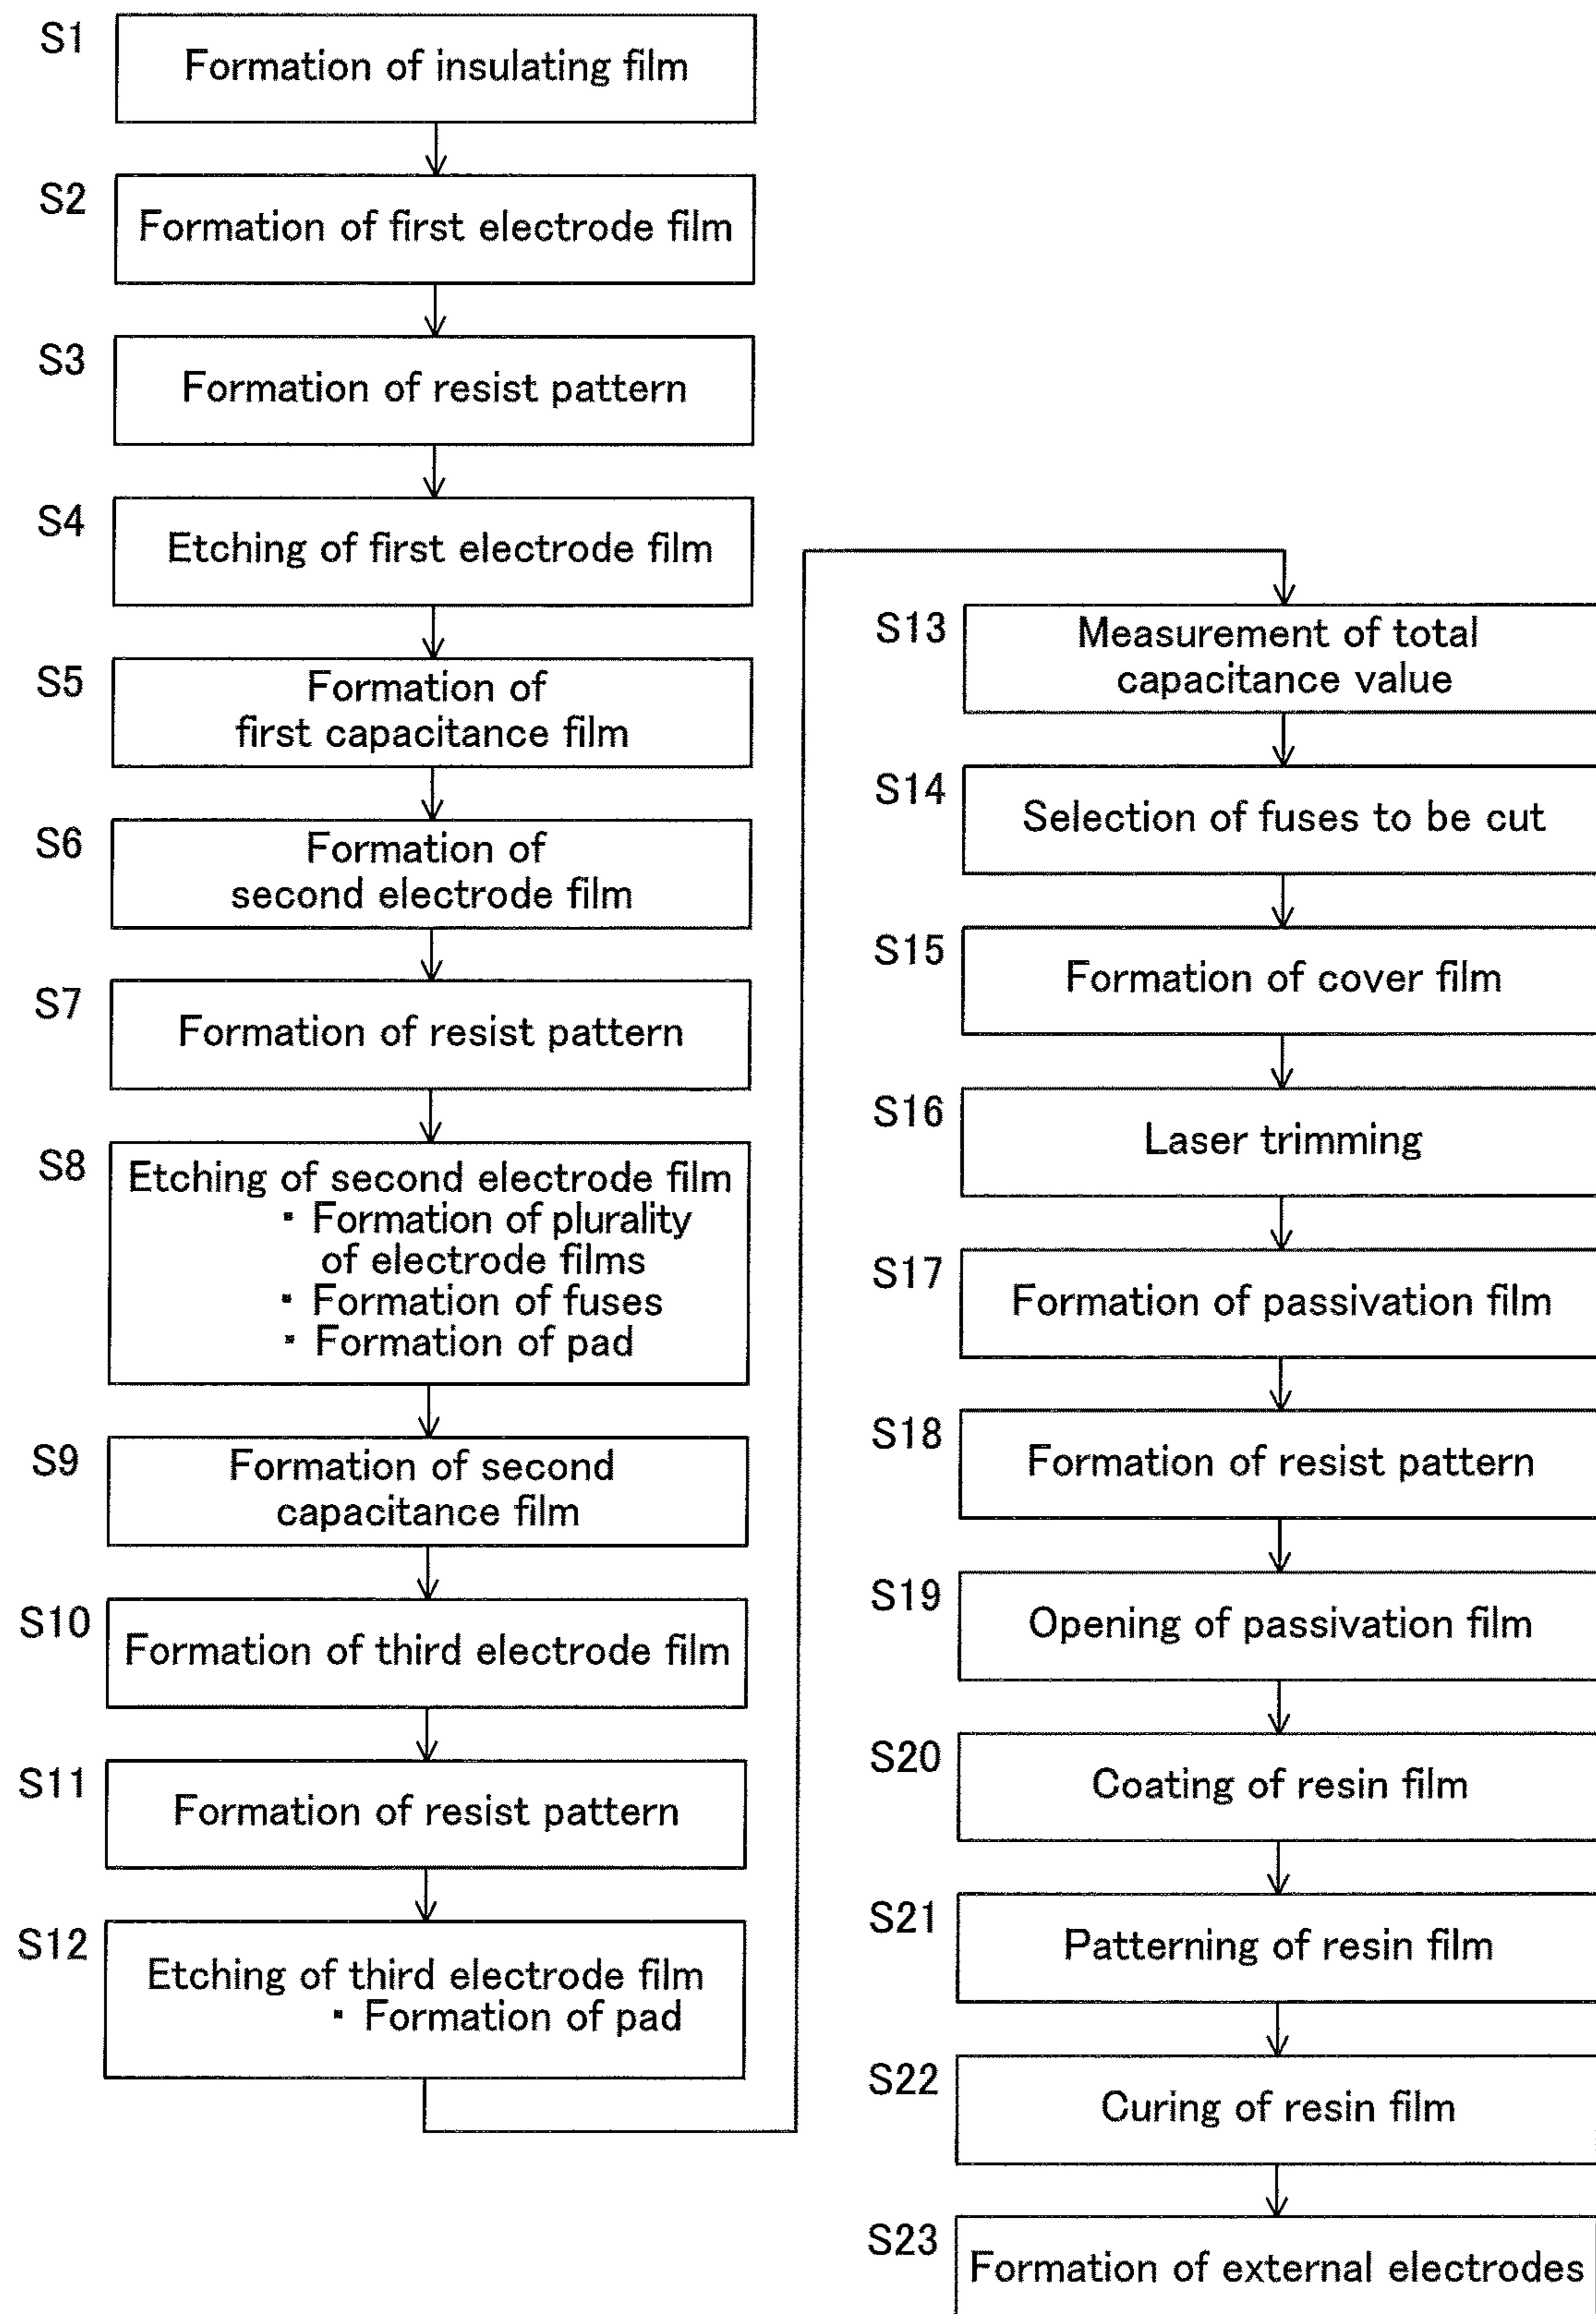 S1
Formation of insulating film
S2
Formation of first electrode film
S3
Formation of resist pattern
S4
Etching of first electrode film
S5
Formation of
first capacitance film
S6
Formation of
second electrode film
S7
Formation of resist pattern
S8
Etching of second electrode film
・Formation of plurality
of electrode films
・Formation of fuses
・Formation of pad
S9
Formation of second
capacitance film
S10
Formation of third electrode film
S11
Formation of resist pattern
S12
Etching of third electrode film
・Formation of pad
S13
Measurement of total
capacitance value
S14
Selection of fuses to be cut
S15
Formation of cover film
S16
Laser trimming
S17
Formation of passivation film
S18
Formation of resist pattern
S19
Opening of passivation film
S20
Coating of resin film
S21
Patterning of resin film
S22
Curing of resin film
S23
Formation of external electrodes